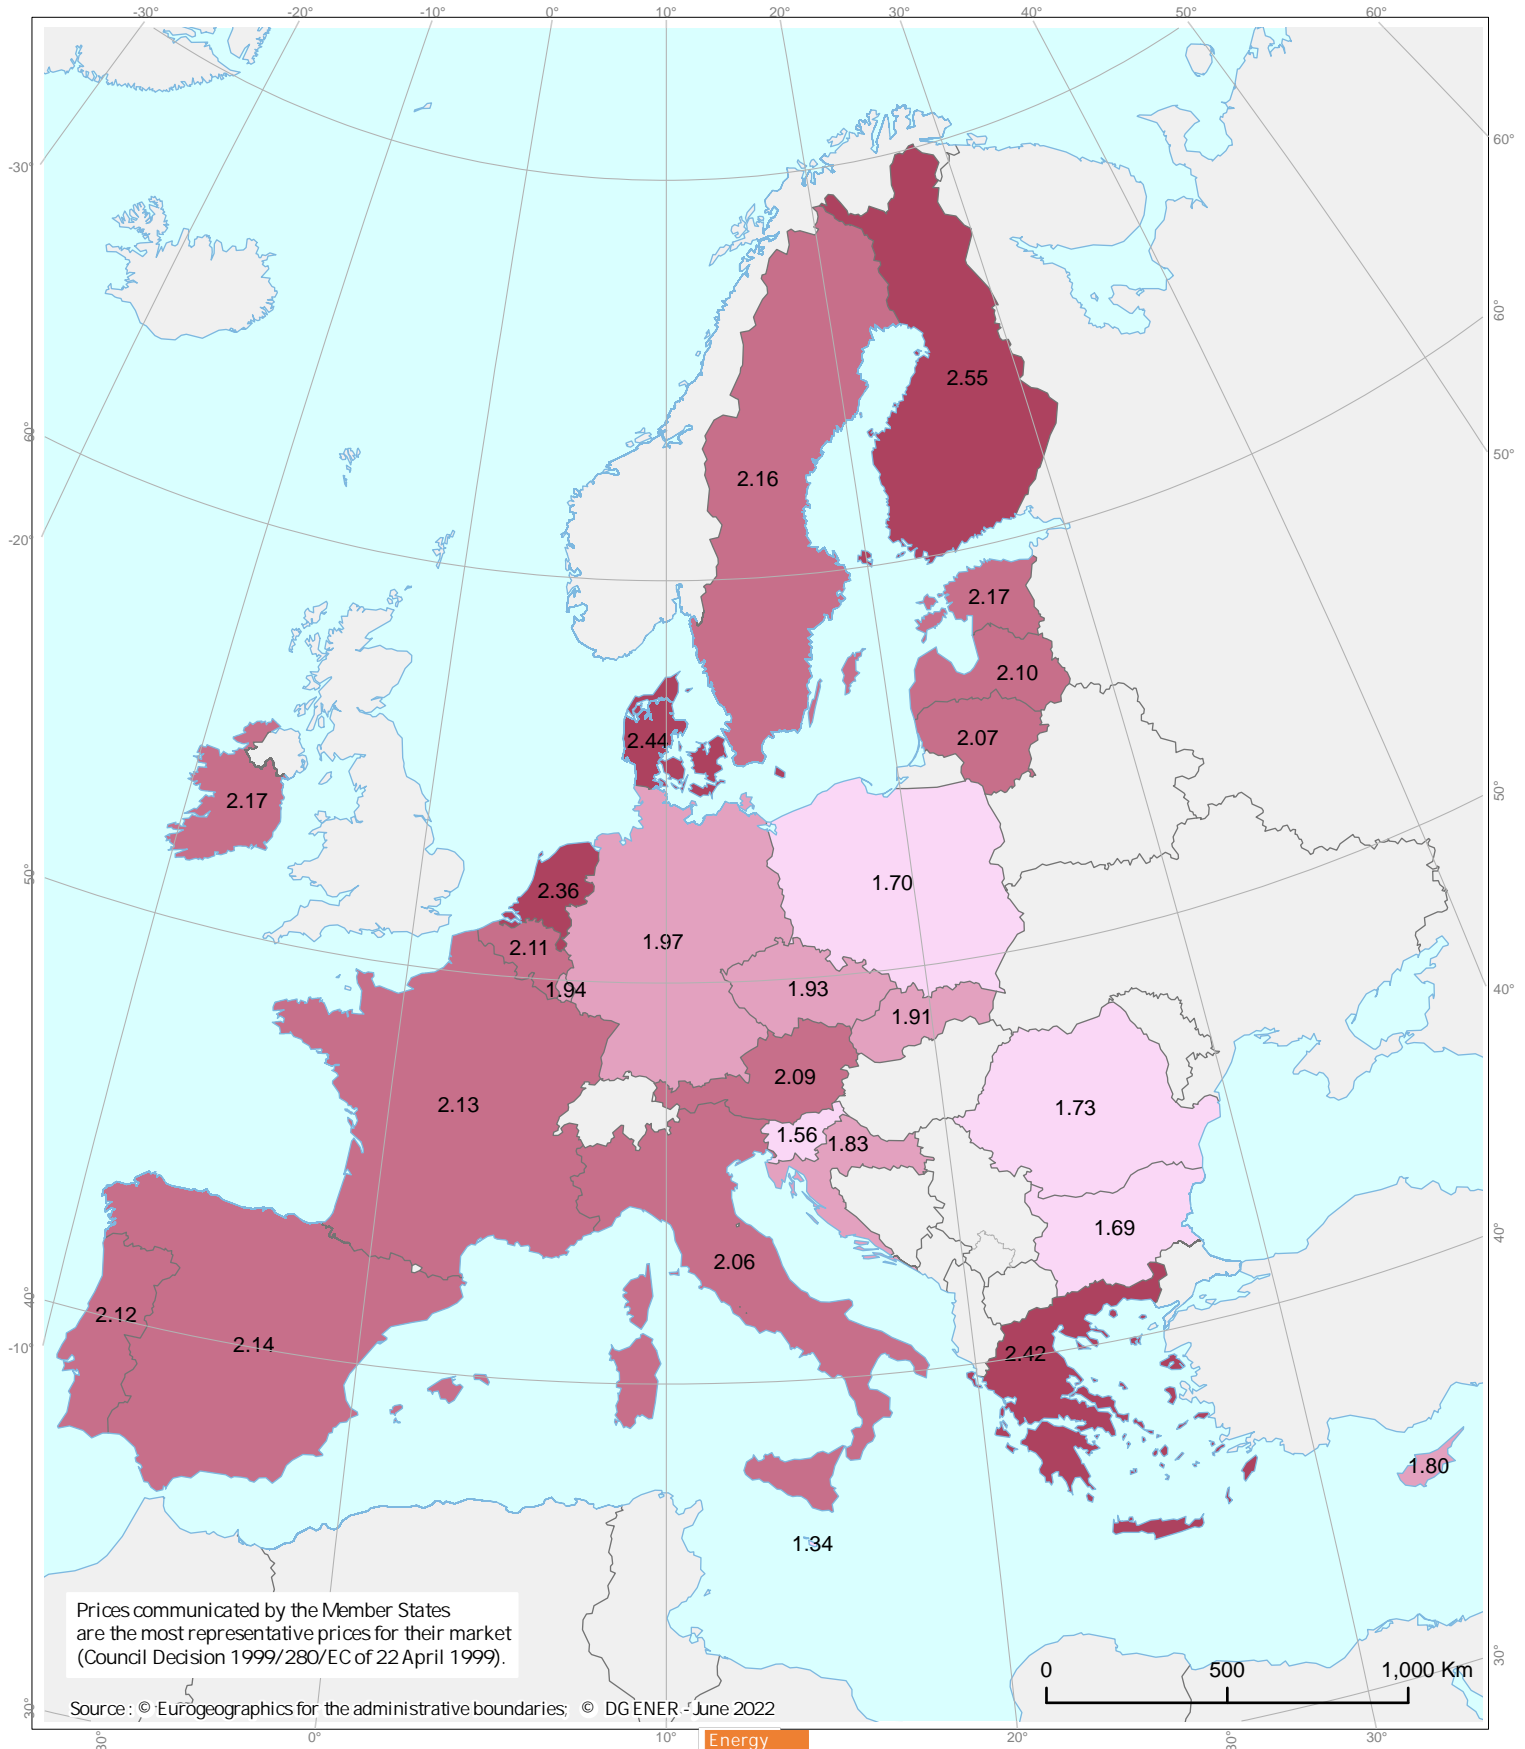 -30° -20° -10° 0° 10° 20° 30° 40° 50° 60°
-30° 60°
60°
60° 50°
-20°
2.55
2.16
2.17
2.10
2.07
2.44
2.17
50° 50°
2.36
1.70
2.11 1.97
1.94 1.93 40°
1.91
2.09
2.13 1.73
1.56 1.83
1.69 40°
2.06
40° 2.12
-10° 2.14 2.42
1.80
1.34
Prices communicated by the Member States
are the most representative prices for their market
(Council Decision 1999/280/EC of 22 April 1999).
0 500 1,000 Km
30°
30° Source : © Eurogeographics for the administrative boundaries; © DG ENER - June 2022
30° 0° 10° 20° 30° 30°
Energy